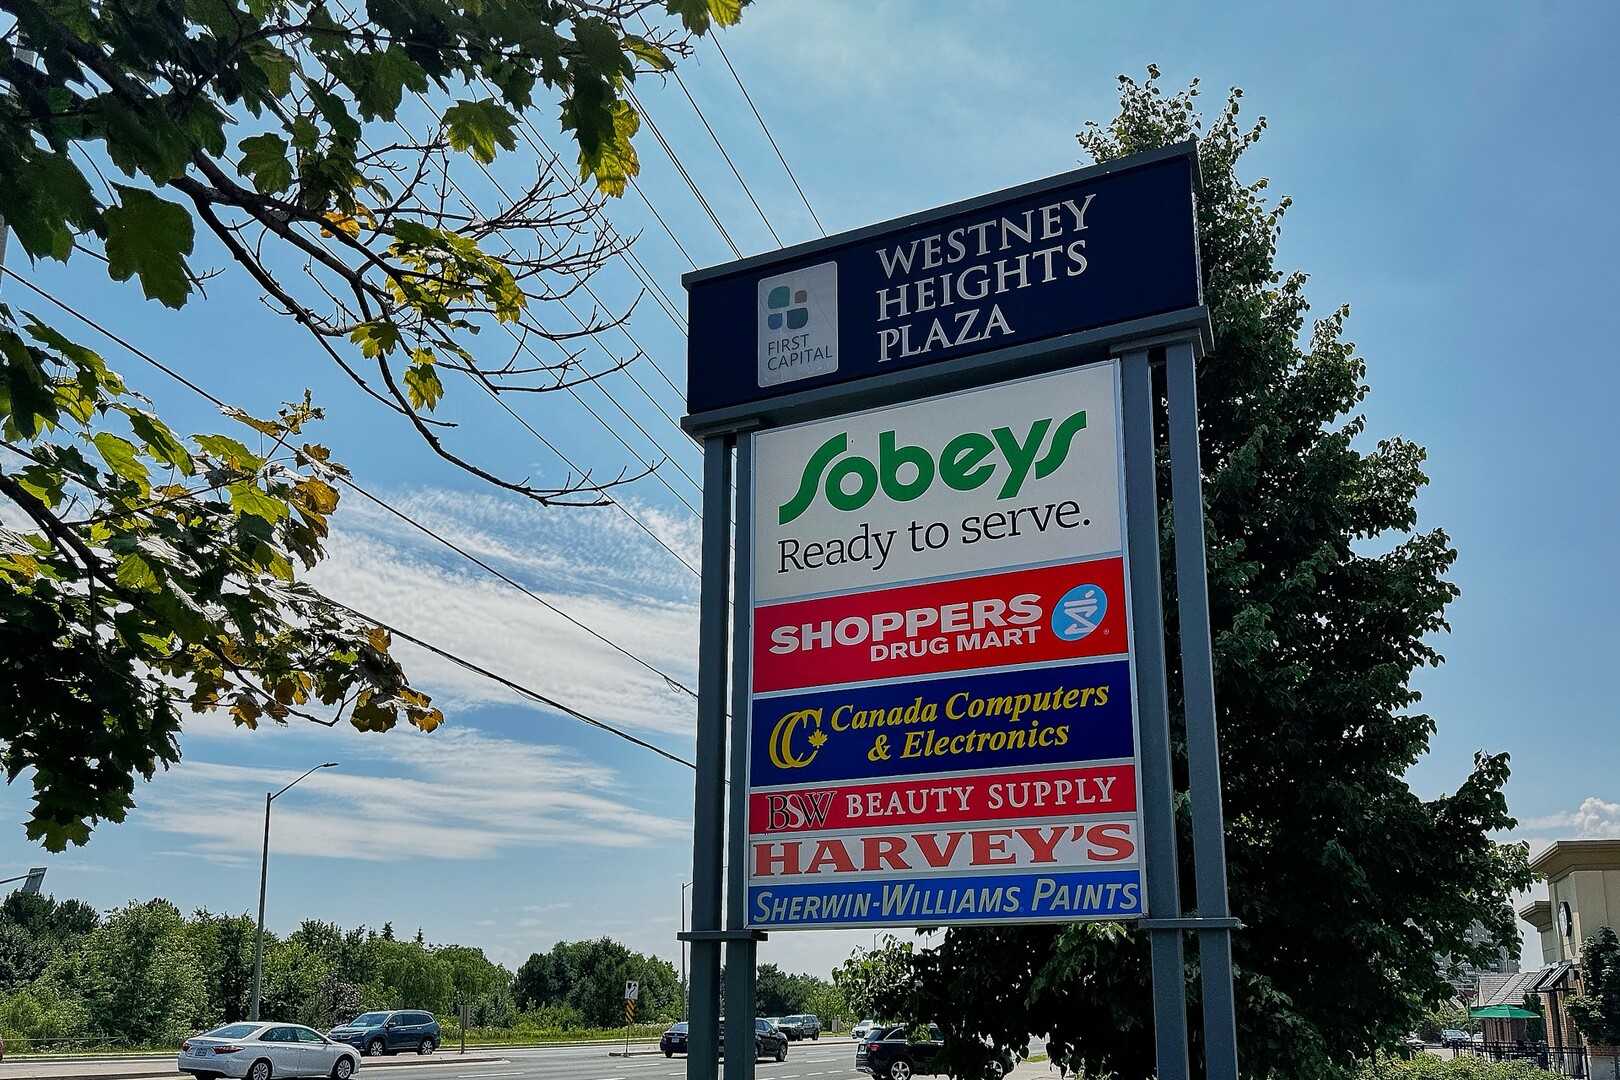 WESTNEY
HEIGHTS
PLAZA
FIRST
CAPITAL
Sobeys
Ready to serve.
SHOPPERS
DRUG MART
Canada Computers
& Electronics
BSW BEAUTY SUPPLY
HARVEY'S
SHERWIN-WILLIAMS PAINTS